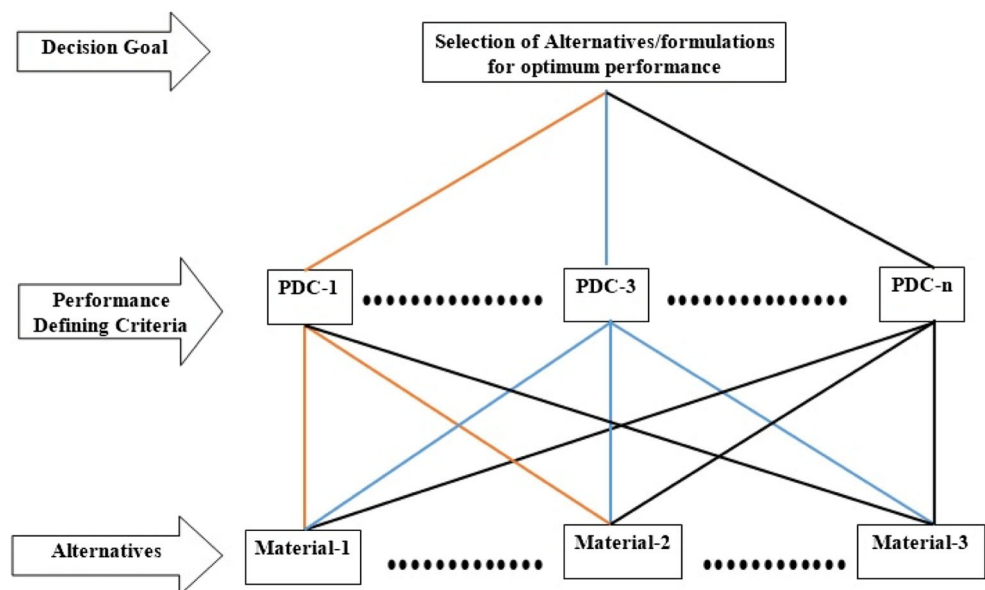 Decision Goal
Selection of Alternatives/formulations
for optimum performance
Performance
Defining Criteria
PDC-1
PDC-3
PDC-n
Alternatives
Material-1
Material-2
Material-3